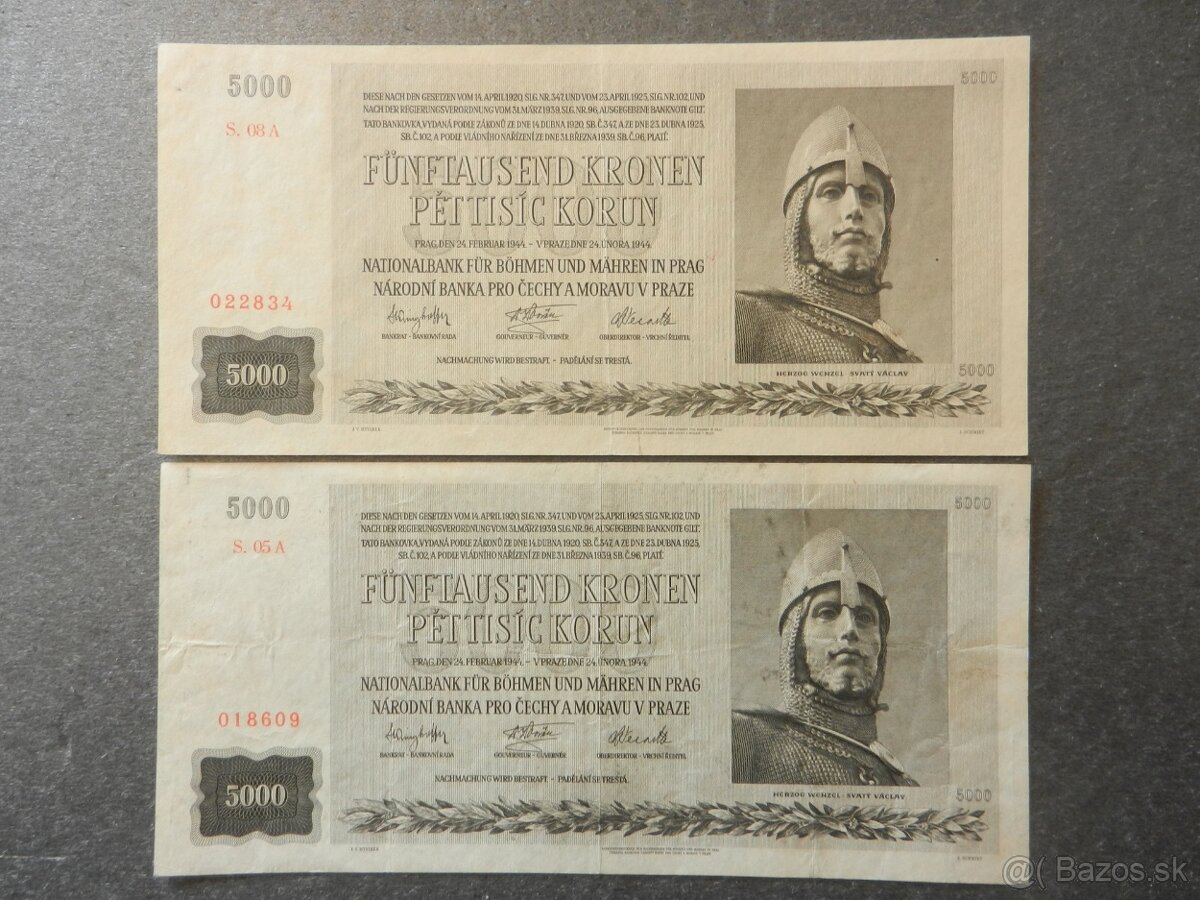 5000
S. 08 A
DIESE NACH DEN GESETZEN VOM 14. APRIL 1920, SLG. NR. 347, UND VOM 23. APRIL 1925, SLG. NR. 102, UND
NACH DER REGIERUNGSVERORDNUNG VOM 31. MÄRZ 1939, SLG. NR. 96, AUSGEGEBENE BANKNOTE GILT.
TATO BANKOVKA, VYDANÁ PODLE ZÁKONŮ ZE DNE 14. DUBNA 1920, SB. Č. 347, A ZE DNE 23. DUBNA 1925,
SB. Č. 102, A PODLE VLÁDNÍHO NAŘÍZENÍ ZE DNE 31. BŘEZNA 1939, SB. Č. 96, PLATÍ.
FÜNFTAUSEND KRONEN
PĚTTISÍC KORUN
PRAG, DEN 24. FEBRUAR 1944. - V PRAZE DNE 24. ÚNORA 1944.
NATIONALBANK FÜR BÖHMEN UND MÄHREN IN PRAG
NÁRODNÍ BANKA PRO ČECHY A MORAVU V PRAZE
BANKRAT - BANKOVNÍ RADA
GOUVERNEUR - GUVERNÉR
OBERDIREKTOR - VRCHNÍ ŘEDITEL
NACHMACHUNG WIRD BESTRAFT. - PADĚLÁNÍ SE TRESTÁ.
022834
5000
5000
HERZOG WENZEL · SVATÝ VÁCLAV
5000
5000
S. 05 A
DIESE NACH DEN GESETZEN VOM 14. APRIL 1920, SLG. NR. 347, UND VOM 23. APRIL 1925, SLG. NR. 102, UND
NACH DER REGIERUNGSVERORDNUNG VOM 31. MÄRZ 1939, SLG. NR. 96, AUSGEGEBENE BANKNOTE GILT.
TATO BANKOVKA, VYDANÁ PODLE ZÁKONŮ ZE DNE 14. DUBNA 1920, SB. Č. 347, A ZE DNE 23. DUBNA 1925,
SB. Č. 102, A PODLE VLÁDNÍHO NAŘÍZENÍ ZE DNE 31. BŘEZNA 1939, SB. Č. 96, PLATÍ.
FÜNFTAUSEND KRONEN
PĚTTISÍC KORUN
PRAG, DEN 24. FEBRUAR 1944. - V PRAZE DNE 24. ÚNORA 1944.
NATIONALBANK FÜR BÖHMEN UND MÄHREN IN PRAG
NÁRODNÍ BANKA PRO ČECHY A MORAVU V PRAZE
BANKRAT - BANKOVNÍ RADA
GOUVERNEUR - GUVERNÉR
OBERDIREKTOR - VRCHNÍ ŘEDITEL
NACHMACHUNG WIRD BESTRAFT. - PADĚLÁNÍ SE TRESTÁ.
018609
5000
5000
HERZOG WENZEL · SVATÝ VÁCLAV
5000
@( Bazos.sk